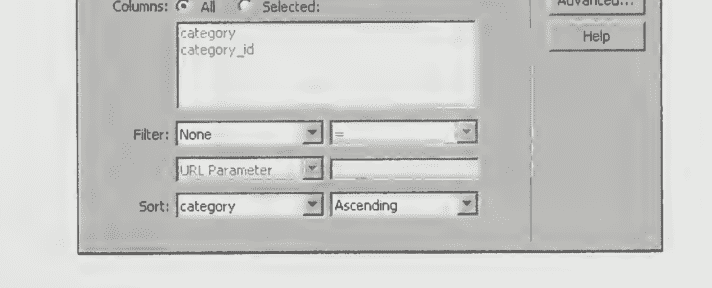 Columns: All Selected:
Advanced...
category
category_id
Help
Filter: None =
URL Parameter
Sort: category Ascending